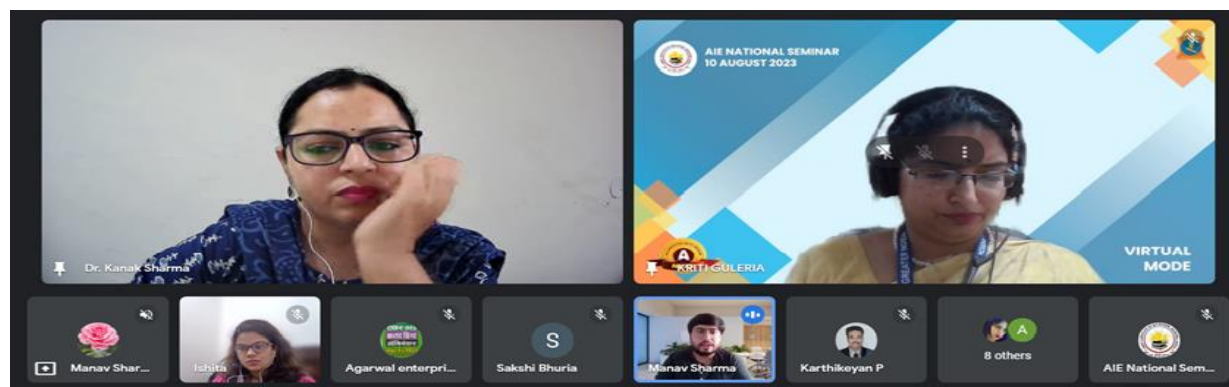 AIE NATIONAL SEMINAR
10 AUGUST 2023
VIRTUAL
MODE
Dr. Kanak Sharma
KRITI GULERIA
A
Manav Shar...
Ishita
Agarwal enterpri...
S
Sakshi Bhuria
Manav Sharma
Karthikeyan P
A
8 others
AIE National Sem...